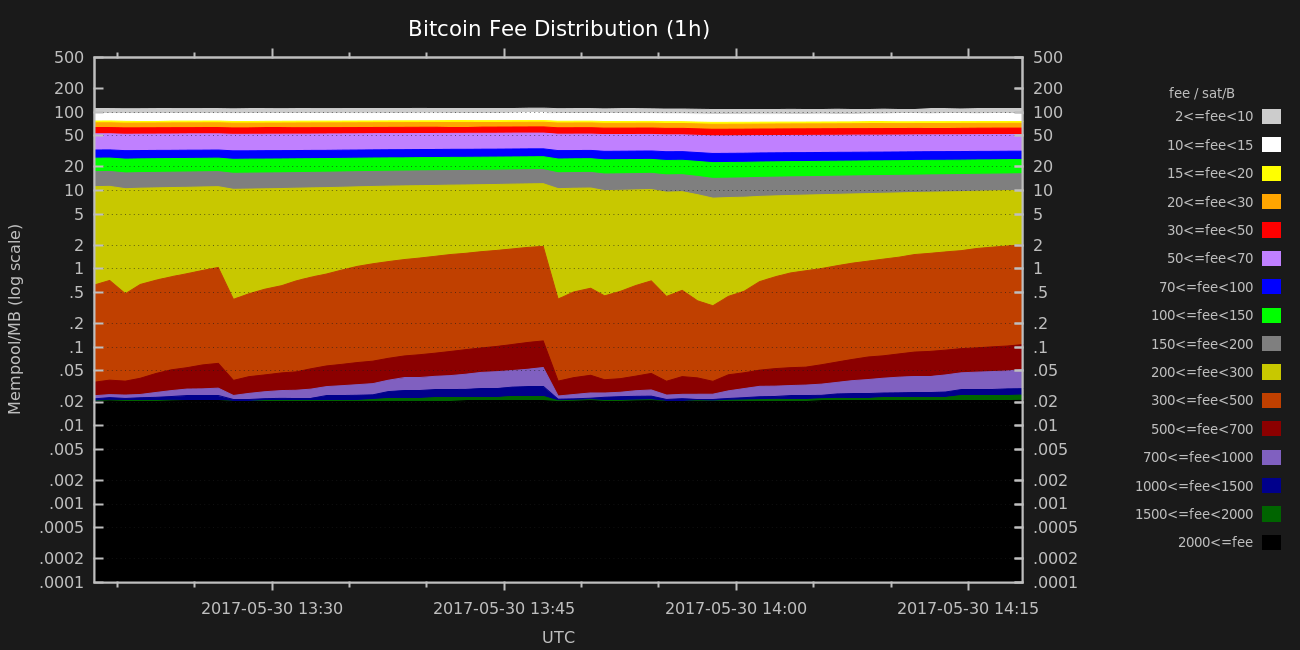 Bitcoin Fee Distribution (1h)
Mempool/MB (log scale)
500
200
100
50
20
10
5
2
1
.5
.2
.1
.05
.02
.01
.005
.002
.001
.0005
.0002
.0001
500
200
100
50
20
10
5
2
1
.5
.2
.1
.05
.02
.01
.005
.002
.001
.0005
.0002
.0001
2017-05-30 13:30 2017-05-30 13:45 2017-05-30 14:00 2017-05-30 14:15
UTC
fee / sat/B
2<=fee<10
10<=fee<15
15<=fee<20
20<=fee<30
30<=fee<50
50<=fee<70
70<=fee<100
100<=fee<150
150<=fee<200
200<=fee<300
300<=fee<500
500<=fee<700
700<=fee<1000
1000<=fee<1500
1500<=fee<2000
2000<=fee